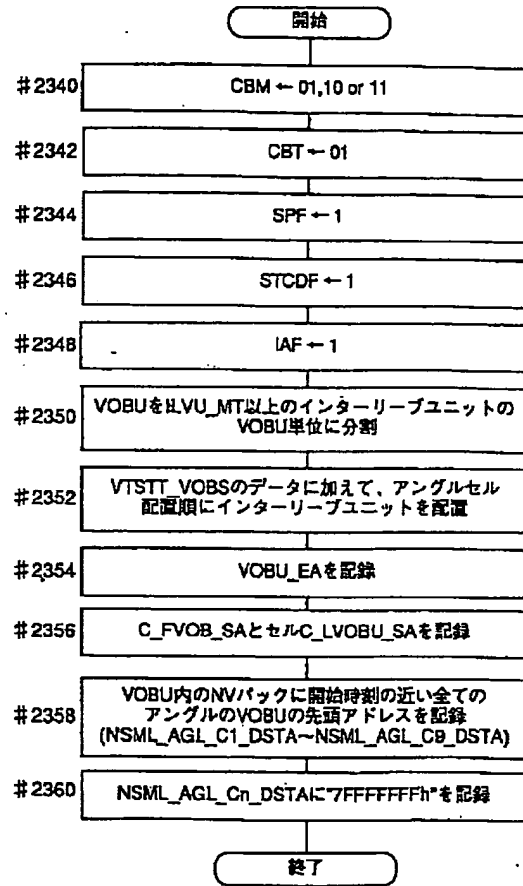 開始
#2340
CBM ← 01,10 or 11
#2342
CBT ← 01
#2344
SPF ← 1
#2346
STCDF ← 1
#2348
IAF ← 1
#2350
VOBUをILVU_MT以上のインターリーブユニットの
VOBU単位に分割
#2352
VTSTT_VOBSのデータに加えて、アングルセル
配置順にインターリーブユニットを配置
#2354
VOBU_EAを記録
#2356
C_FVOB_SAとセルC_LVOBU_SAを記録
#2358
VOBU内のNVパックに開始時刻の近い全ての
アングルのVOBUの先頭アドレスを記録
(NSML_AGL_C1_DSTA～NSML_AGL_C9_DSTA)
#2360
NSML_AGL_Cn_DSTAに"7FFFFFFFh"を記録
終了